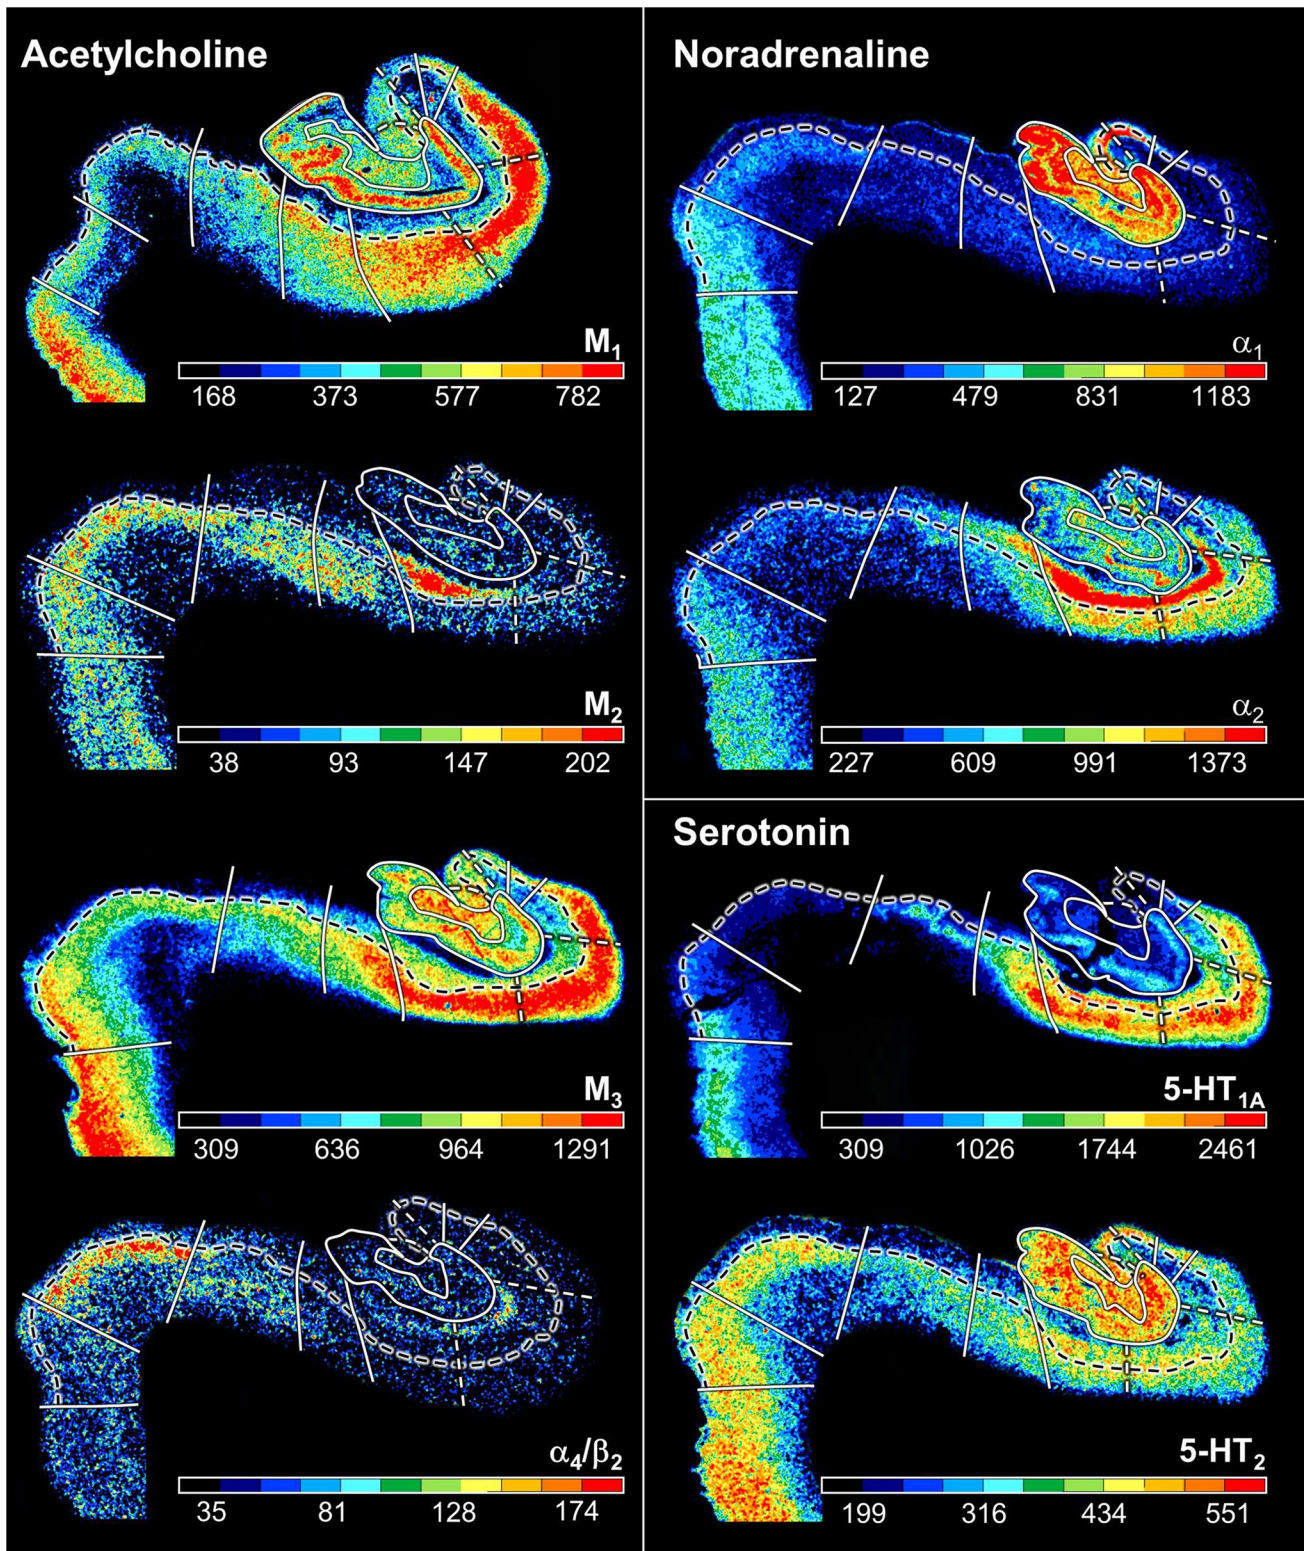 Acetylcholine
M1
168 373 577 782
M2
38 93 147 202
M3
309 636 964 1291
α4/β2
35 81 128 174
Noradrenaline
α1
127 479 831 1183
α2
227 609 991 1373
Serotonin
5-HT1A
309 1026 1744 2461
5-HT2
199 316 434 551